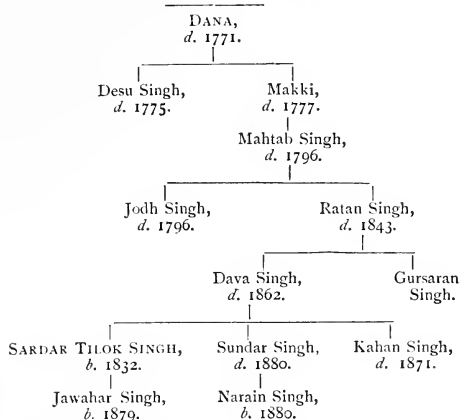 DANA,
d. 1771.
Desu Singh, Makki,
d. 1775. d. 1777.
Mahtab Singh,
d. 1796.
Jodh Singh, Ratan Singh,
d. 1796. d. 1843.
Dava Singh, Gursaran
d. 1862. Singh.
SARDAR TILOK SINGH, Sundar Singh, Kahan Singh,
b. 1832. d. 1880. d. 1871.
Jawahar Singh, Narain Singh,
b. 1879. b. 1880.